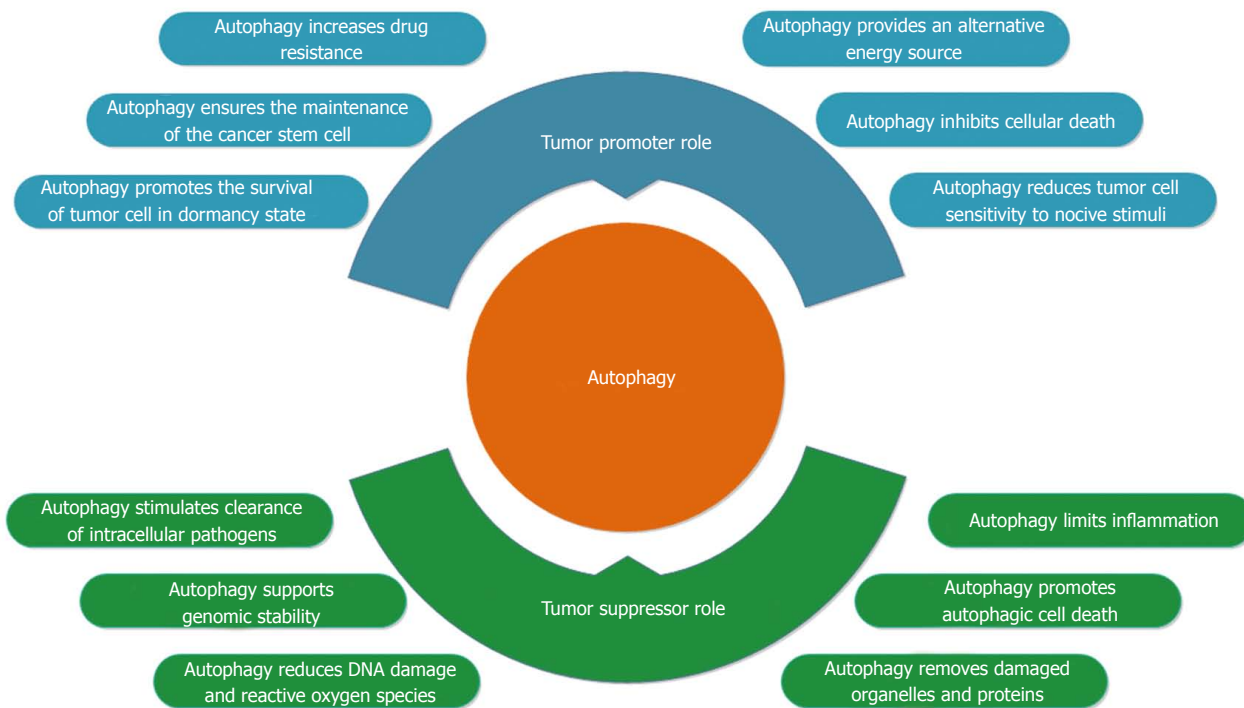 Autophagy increases drug
resistance
Autophagy provides an alternative
energy source
Autophagy ensures the maintenance
of the cancer stem cell
Tumor promoter role
Autophagy inhibits cellular death
Autophagy promotes the survival
of tumor cell in dormancy state
Autophagy reduces tumor cell
sensitivity to nocive stimuli
Autophagy
Autophagy stimulates clearance
of intracellular pathogens
Autophagy limits inflammation
Autophagy supports
genomic stability
Tumor suppressor role
Autophagy promotes
autophagic cell death
Autophagy reduces DNA damage
and reactive oxygen species
Autophagy removes damaged
organelles and proteins